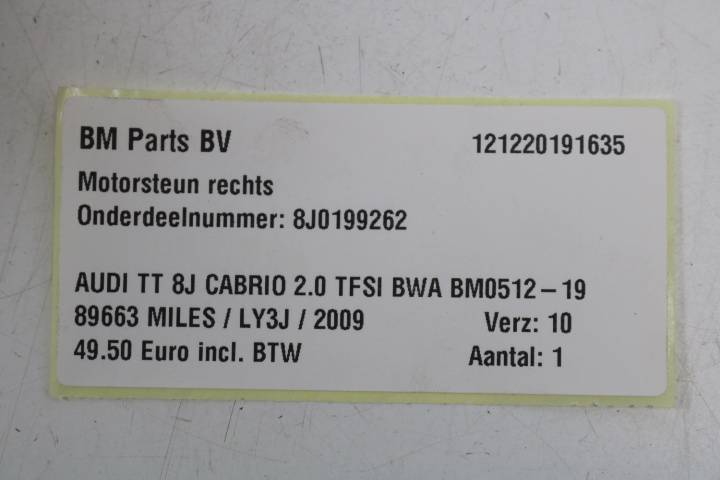 BM Parts BV 121220191635
Motorsteun rechts
Onderdeelnummer: 8J0199262
AUDI TT 8J CABRIO 2.0 TFSI BWA BM0512-19
89663 MILES / LY3J / 2009 Verz: 10
49.50 Euro incl. BTW Aantal: 1